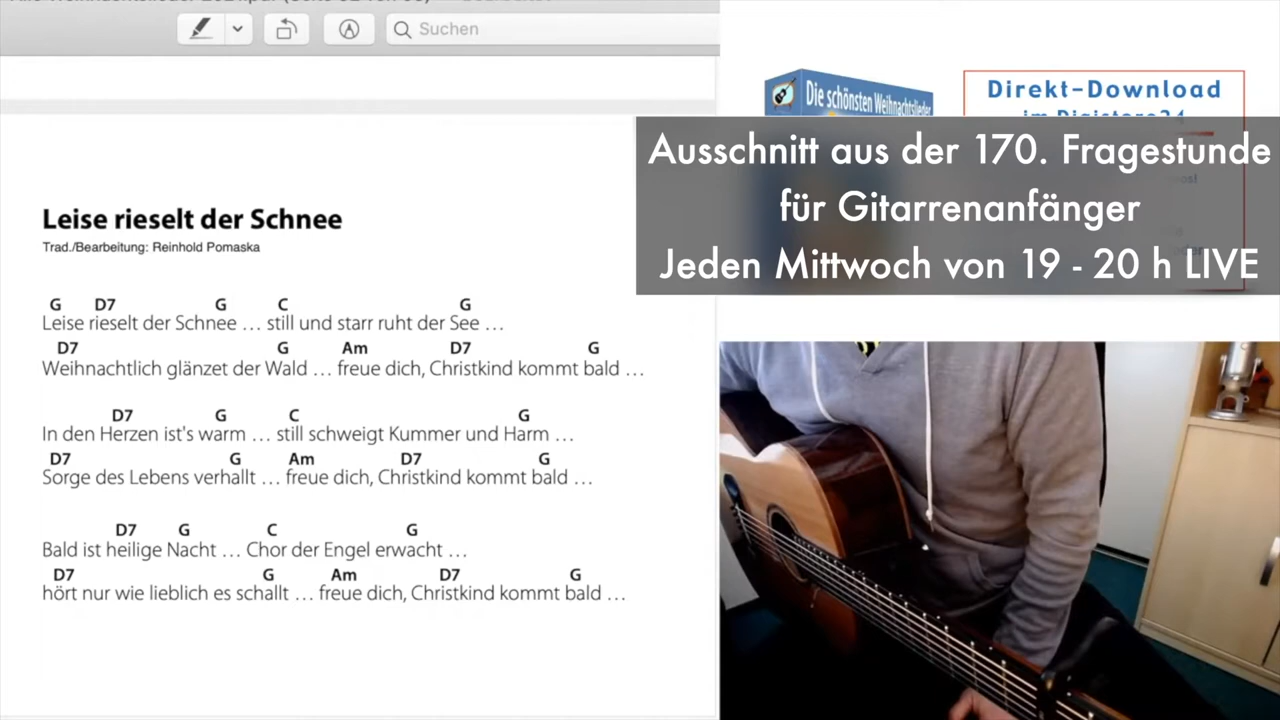 Suchen
Leise rieselt der Schnee
Trad./Bearbeitung: Reinhold Pomaska
G D7 G C G
Leise rieselt der Schnee … still und starr ruht der See …
D7 G Am D7 G
Weihnachtlich glänzet der Wald … freue dich, Christkind kommt bald …
D7 G C G
In den Herzen ist's warm … still schweigt Kummer und Harm …
D7 G Am D7 G
Sorge des Lebens verhallt … freue dich, Christkind kommt bald …
D7 G C G
Bald ist heilige Nacht … Chor der Engel erwacht …
D7 G Am D7 G
hört nur wie lieblich es schallt … freue dich, Christkind kommt bald …
Die schönsten Weihnachtslieder
Direkt-Download
im Digistore24
Ausschnitt aus der 170. Fragestunde
für Gitarrenanfänger
Jeden Mittwoch von 19 - 20 h LIVE